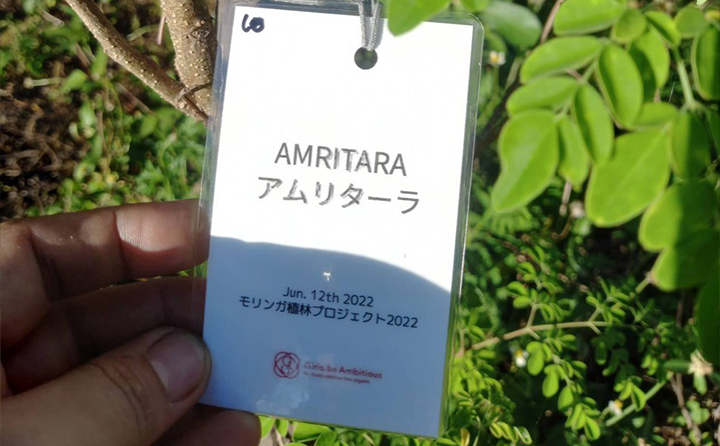 60
AMRITARA
アムリターラ
Jun. 12th 2022
モリンガ植林プロジェクト2022
Girls be Ambitious